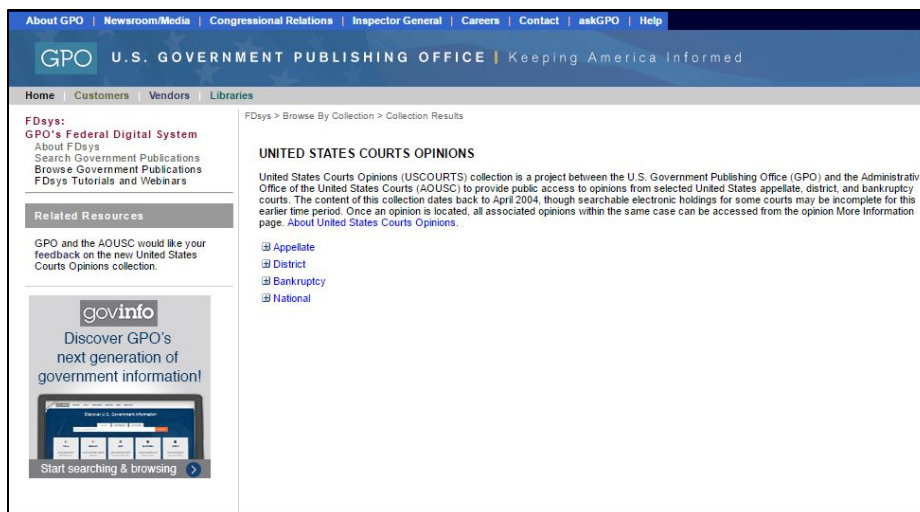 About GPO | Newsroom/Media | Congressional Relations | Inspector General | Careers | Contact | askGPO | Help
GPO U.S. GOVERNMENT PUBLISHING OFFICE | Keeping America Informed
Home | Customers | Vendors | Libraries
FDsys:
GPO's Federal Digital System
About FDsys
Search Government Publications
Browse Government Publications
FDsys Tutorials and Webinars
Related Resources
GPO and the AOUSC would like your
feedback on the new United States
Courts Opinions collection.
govinfo
Discover GPO's
next generation of
government information!
Discover U.S. Government Information
Start searching & browsing
FDsys > Browse By Collection > Collection Results
UNITED STATES COURTS OPINIONS
United States Courts Opinions (USCOURTS) collection is a project between the U.S. Government Publishing Office (GPO) and the Administrativ
Office of the United States Courts (AOUSC) to provide public access to opinions from selected United States appellate, district, and bankruptcy
courts. The content of this collection dates back to April 2004, though searchable electronic holdings for some courts may be incomplete for this
earlier time period. Once an opinion is located, all associated opinions within the same case can be accessed from the opinion More Information
page. About United States Courts Opinions.
Appellate
District
Bankruptcy
National